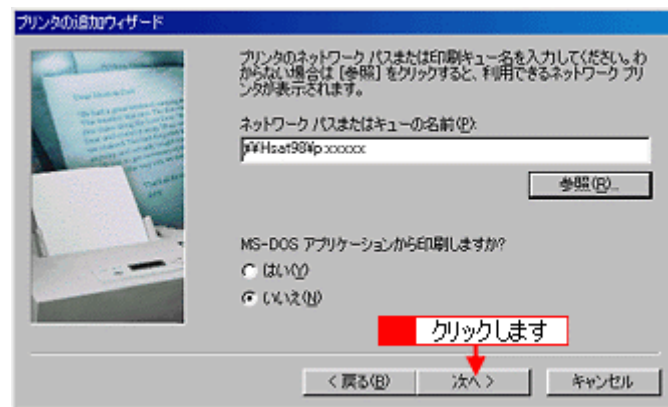 プリンタの追加ウィザード
プリンタのネットワーク パスまたは印刷キュー名を入力してください。わ
からない場合は [参照] をクリックすると、利用できるネットワーク プリ
ンタが表示されます。
ネットワーク パスまたはキューの名前(P):
¥¥Hsat98¥pxxxxxx
参照(R)...
MS-DOS アプリケーションから印刷しますか?
はい(Y)
いいえ(N)
クリックします
< 戻る(B)
次へ >
キャンセル